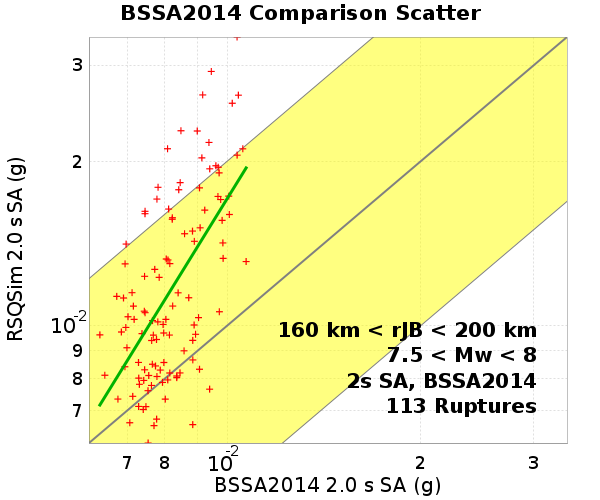 BSSA2014 Comparison Scatter
RSQSim 2.0 s SA (g)
3
2
10-2
9
8
7
160 km < rJB < 200 km
7.5 < Mw < 8
2s SA, BSSA2014
113 Ruptures
7 8 10-2 2 3
BSSA2014 2.0 s SA (g)